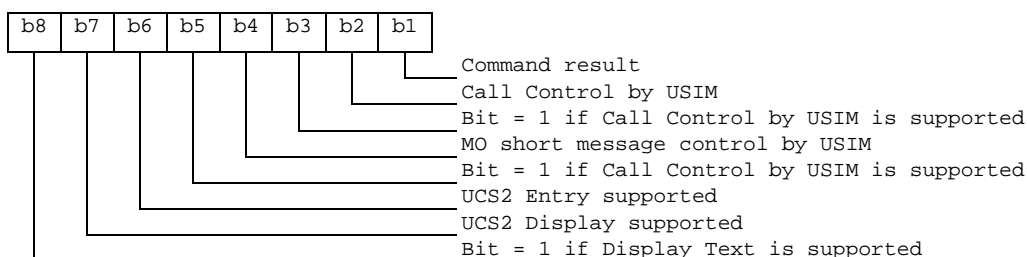 b8 b7 b6 b5 b4 b3 b2 b1
Command result
Call Control by USIM
Bit = 1 if Call Control by USIM is supported
MO short message control by USIM
Bit = 1 if Call Control by USIM is supported
UCS2 Entry supported
UCS2 Display supported
Bit = 1 if Display Text is supported